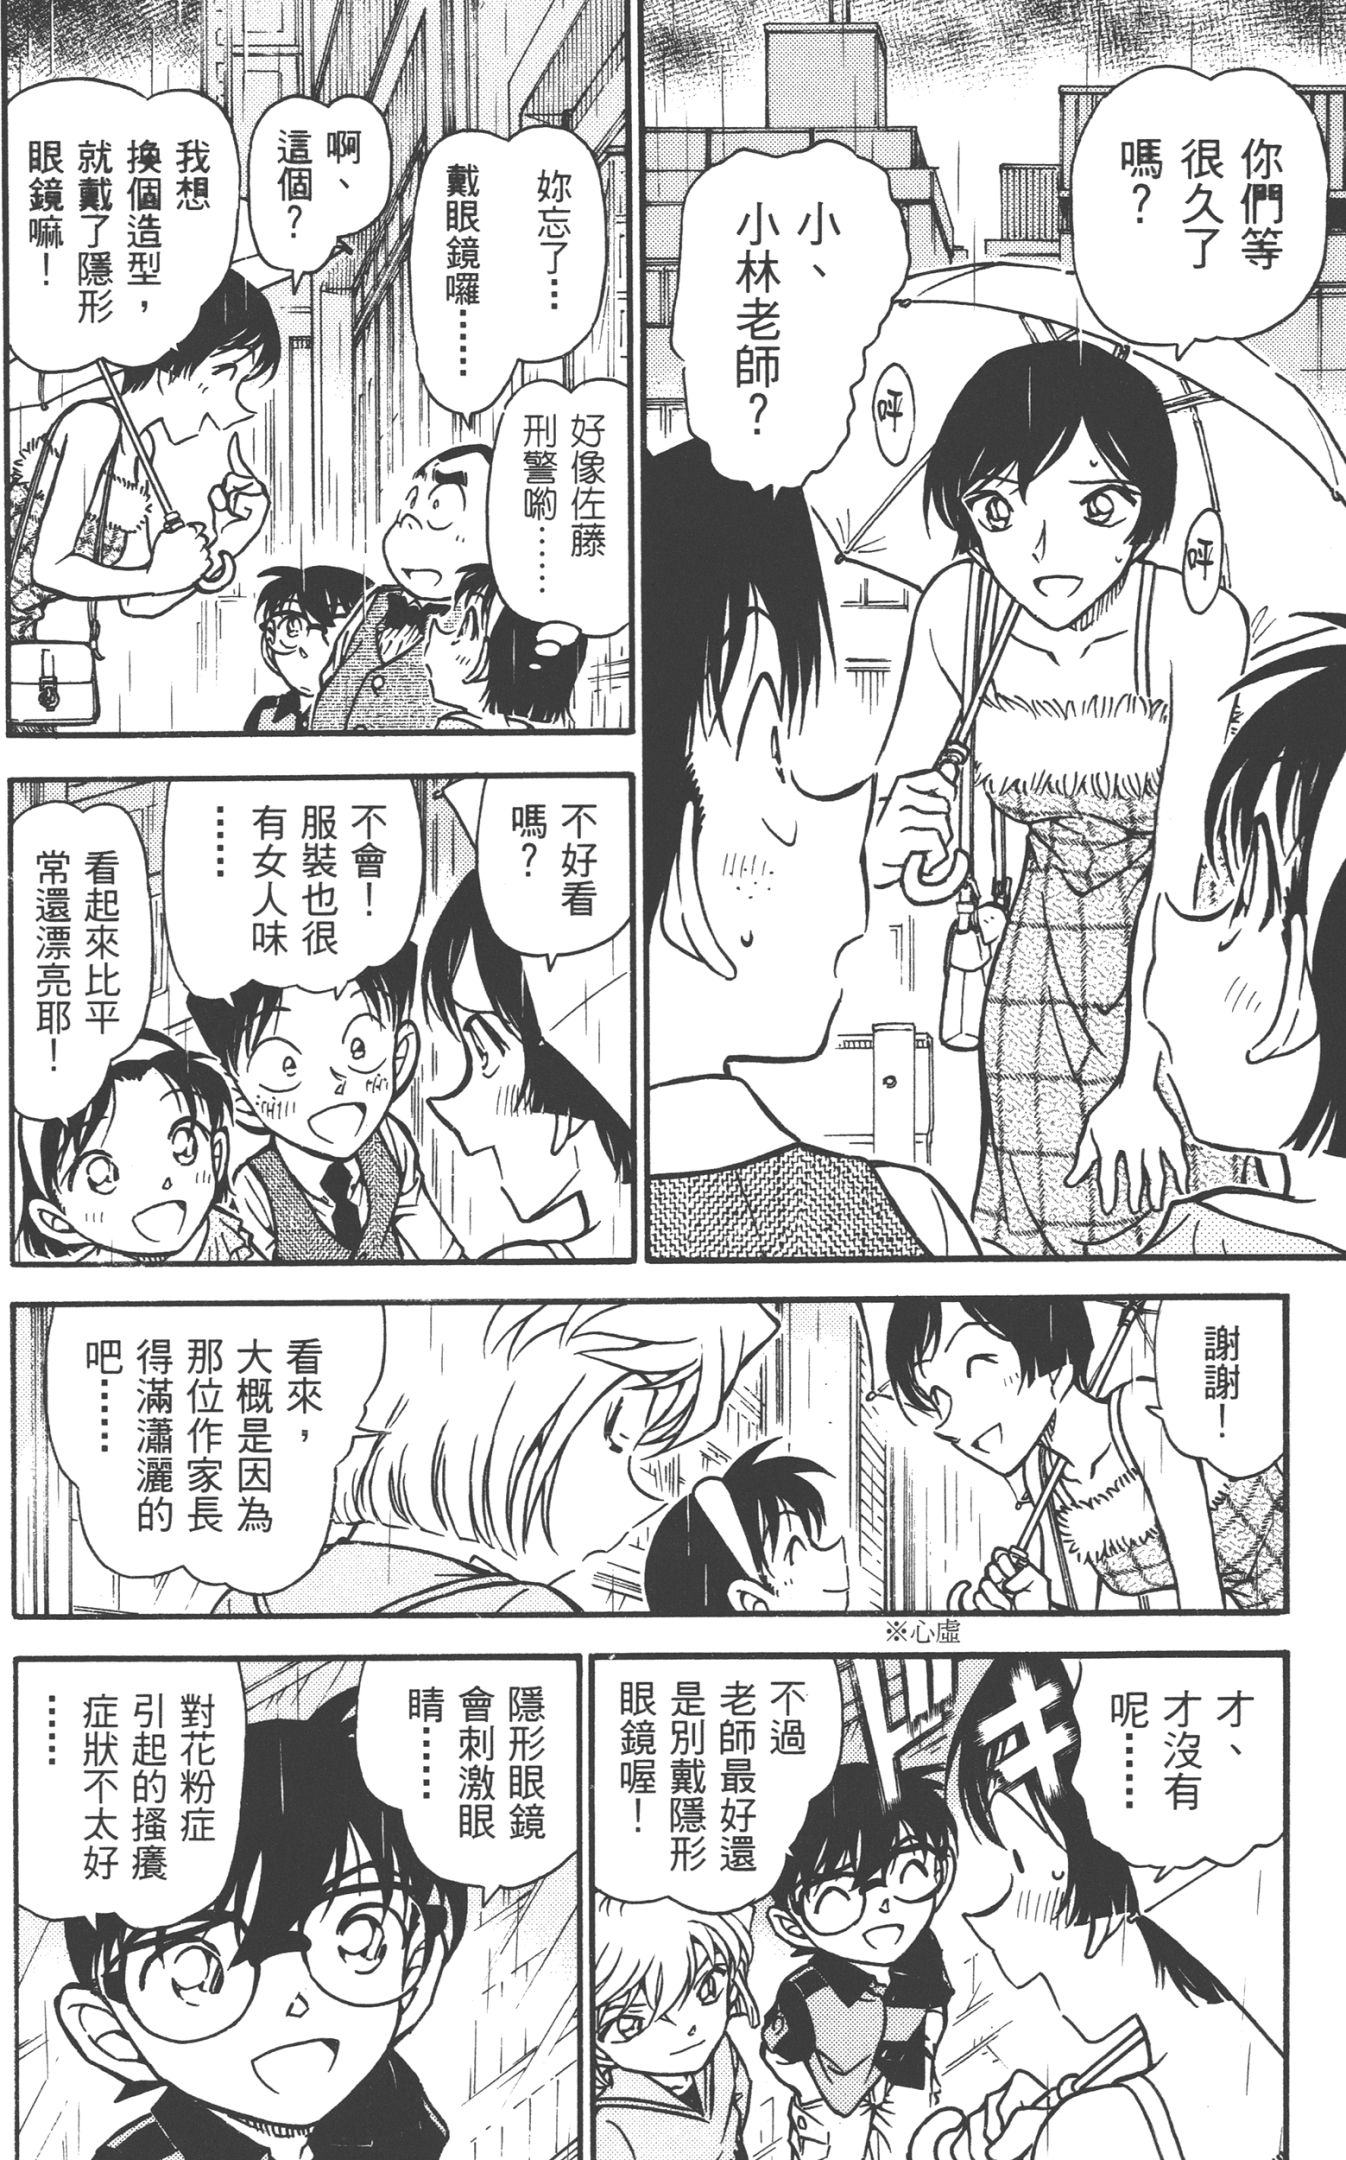 你們等
很久了
嗎?
小、
小林老師?
呼
呼
妳忘了…
戴眼鏡囉……
啊、
這個?
我想
換個造型,
就戴了隱形
眼鏡嘛!
好像佐藤
刑警喲……
不好看
嗎?
不會!
服裝也很
有女人味
……
看起來比平
常還漂亮耶!
謝謝!
看來,
大概是因為
那位作家長
得滿瀟灑的
吧……
※心虛
才、
才沒有
呢……
ドキ
不過
老師最好還
是別戴隱形
眼鏡喔!
隱形眼鏡
會刺激眼
睛……
對花粉症
引起的搔癢
症狀不太好
……